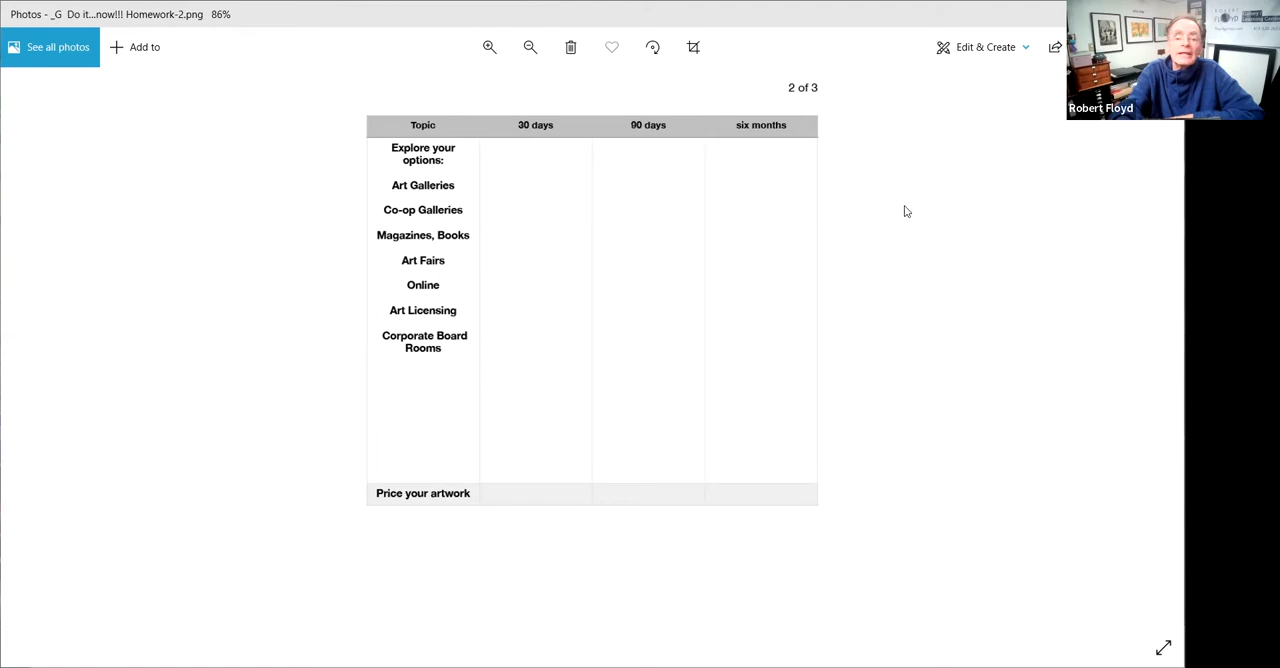 Photos - _G Do it...now!!! Homework-2.png 86%
See all photos
Add to
Edit & Create
ROBERT
FLOYD
Robert Floyd
2 of 3
Topic 30 days 90 days six months
Explore your
options:
Art Galleries
Co-op Galleries
Magazines, Books
Art Fairs
Online
Art Licensing
Corporate Board
Rooms
Price your artwork